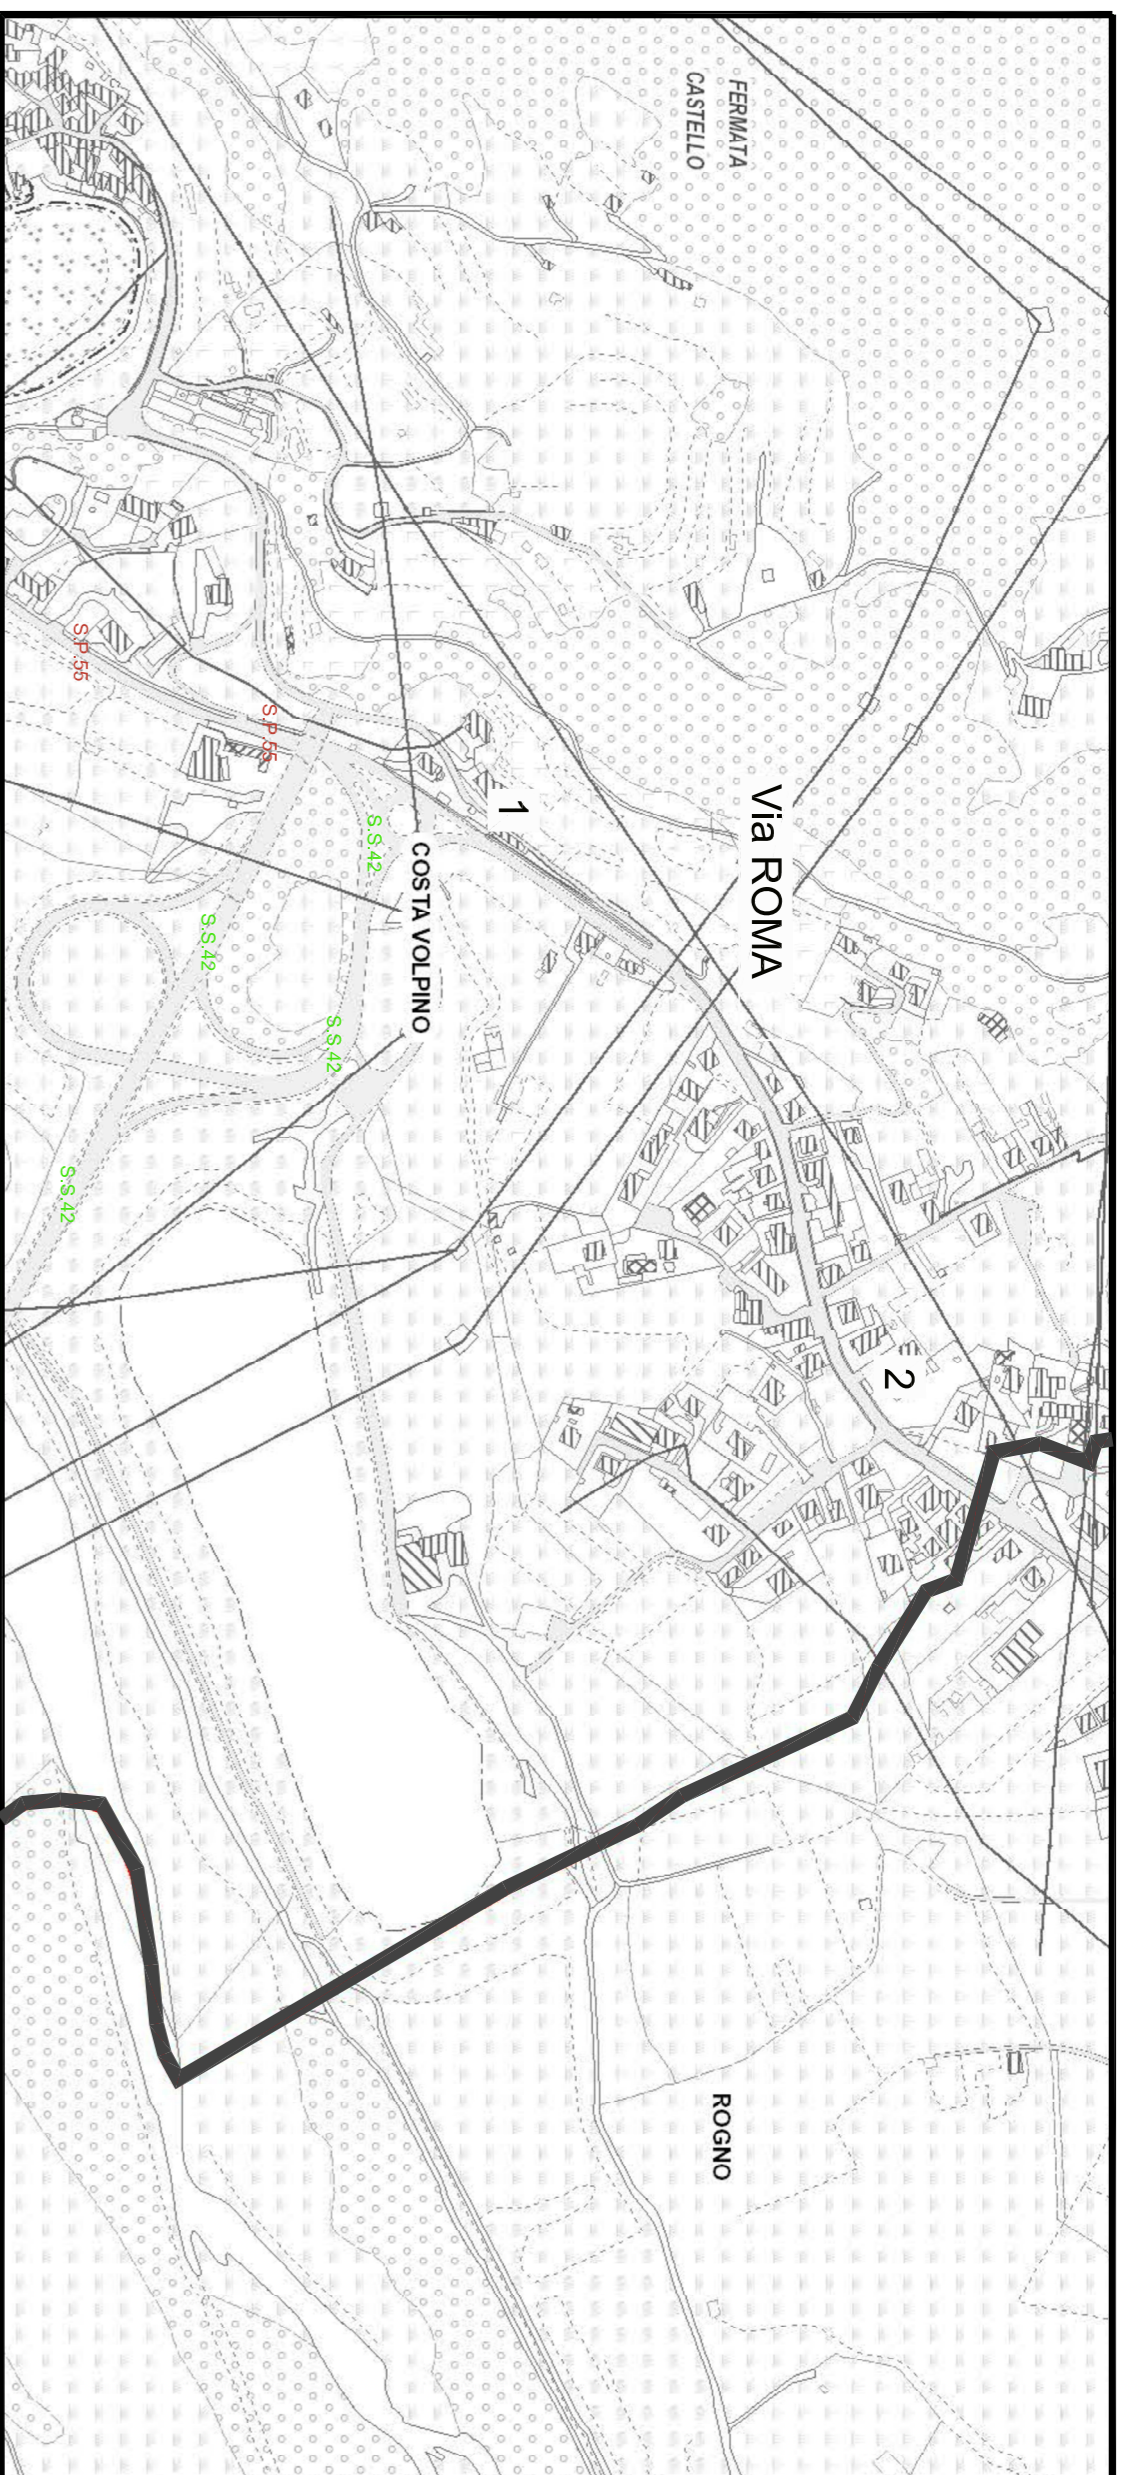 FERMATA
CASTELLO
Via ROMA
1
2
COSTA VOLPINO
ROGNO
S.P.55
S.P.55
S.S.42
S.S.42
S.S.42
S.S.42